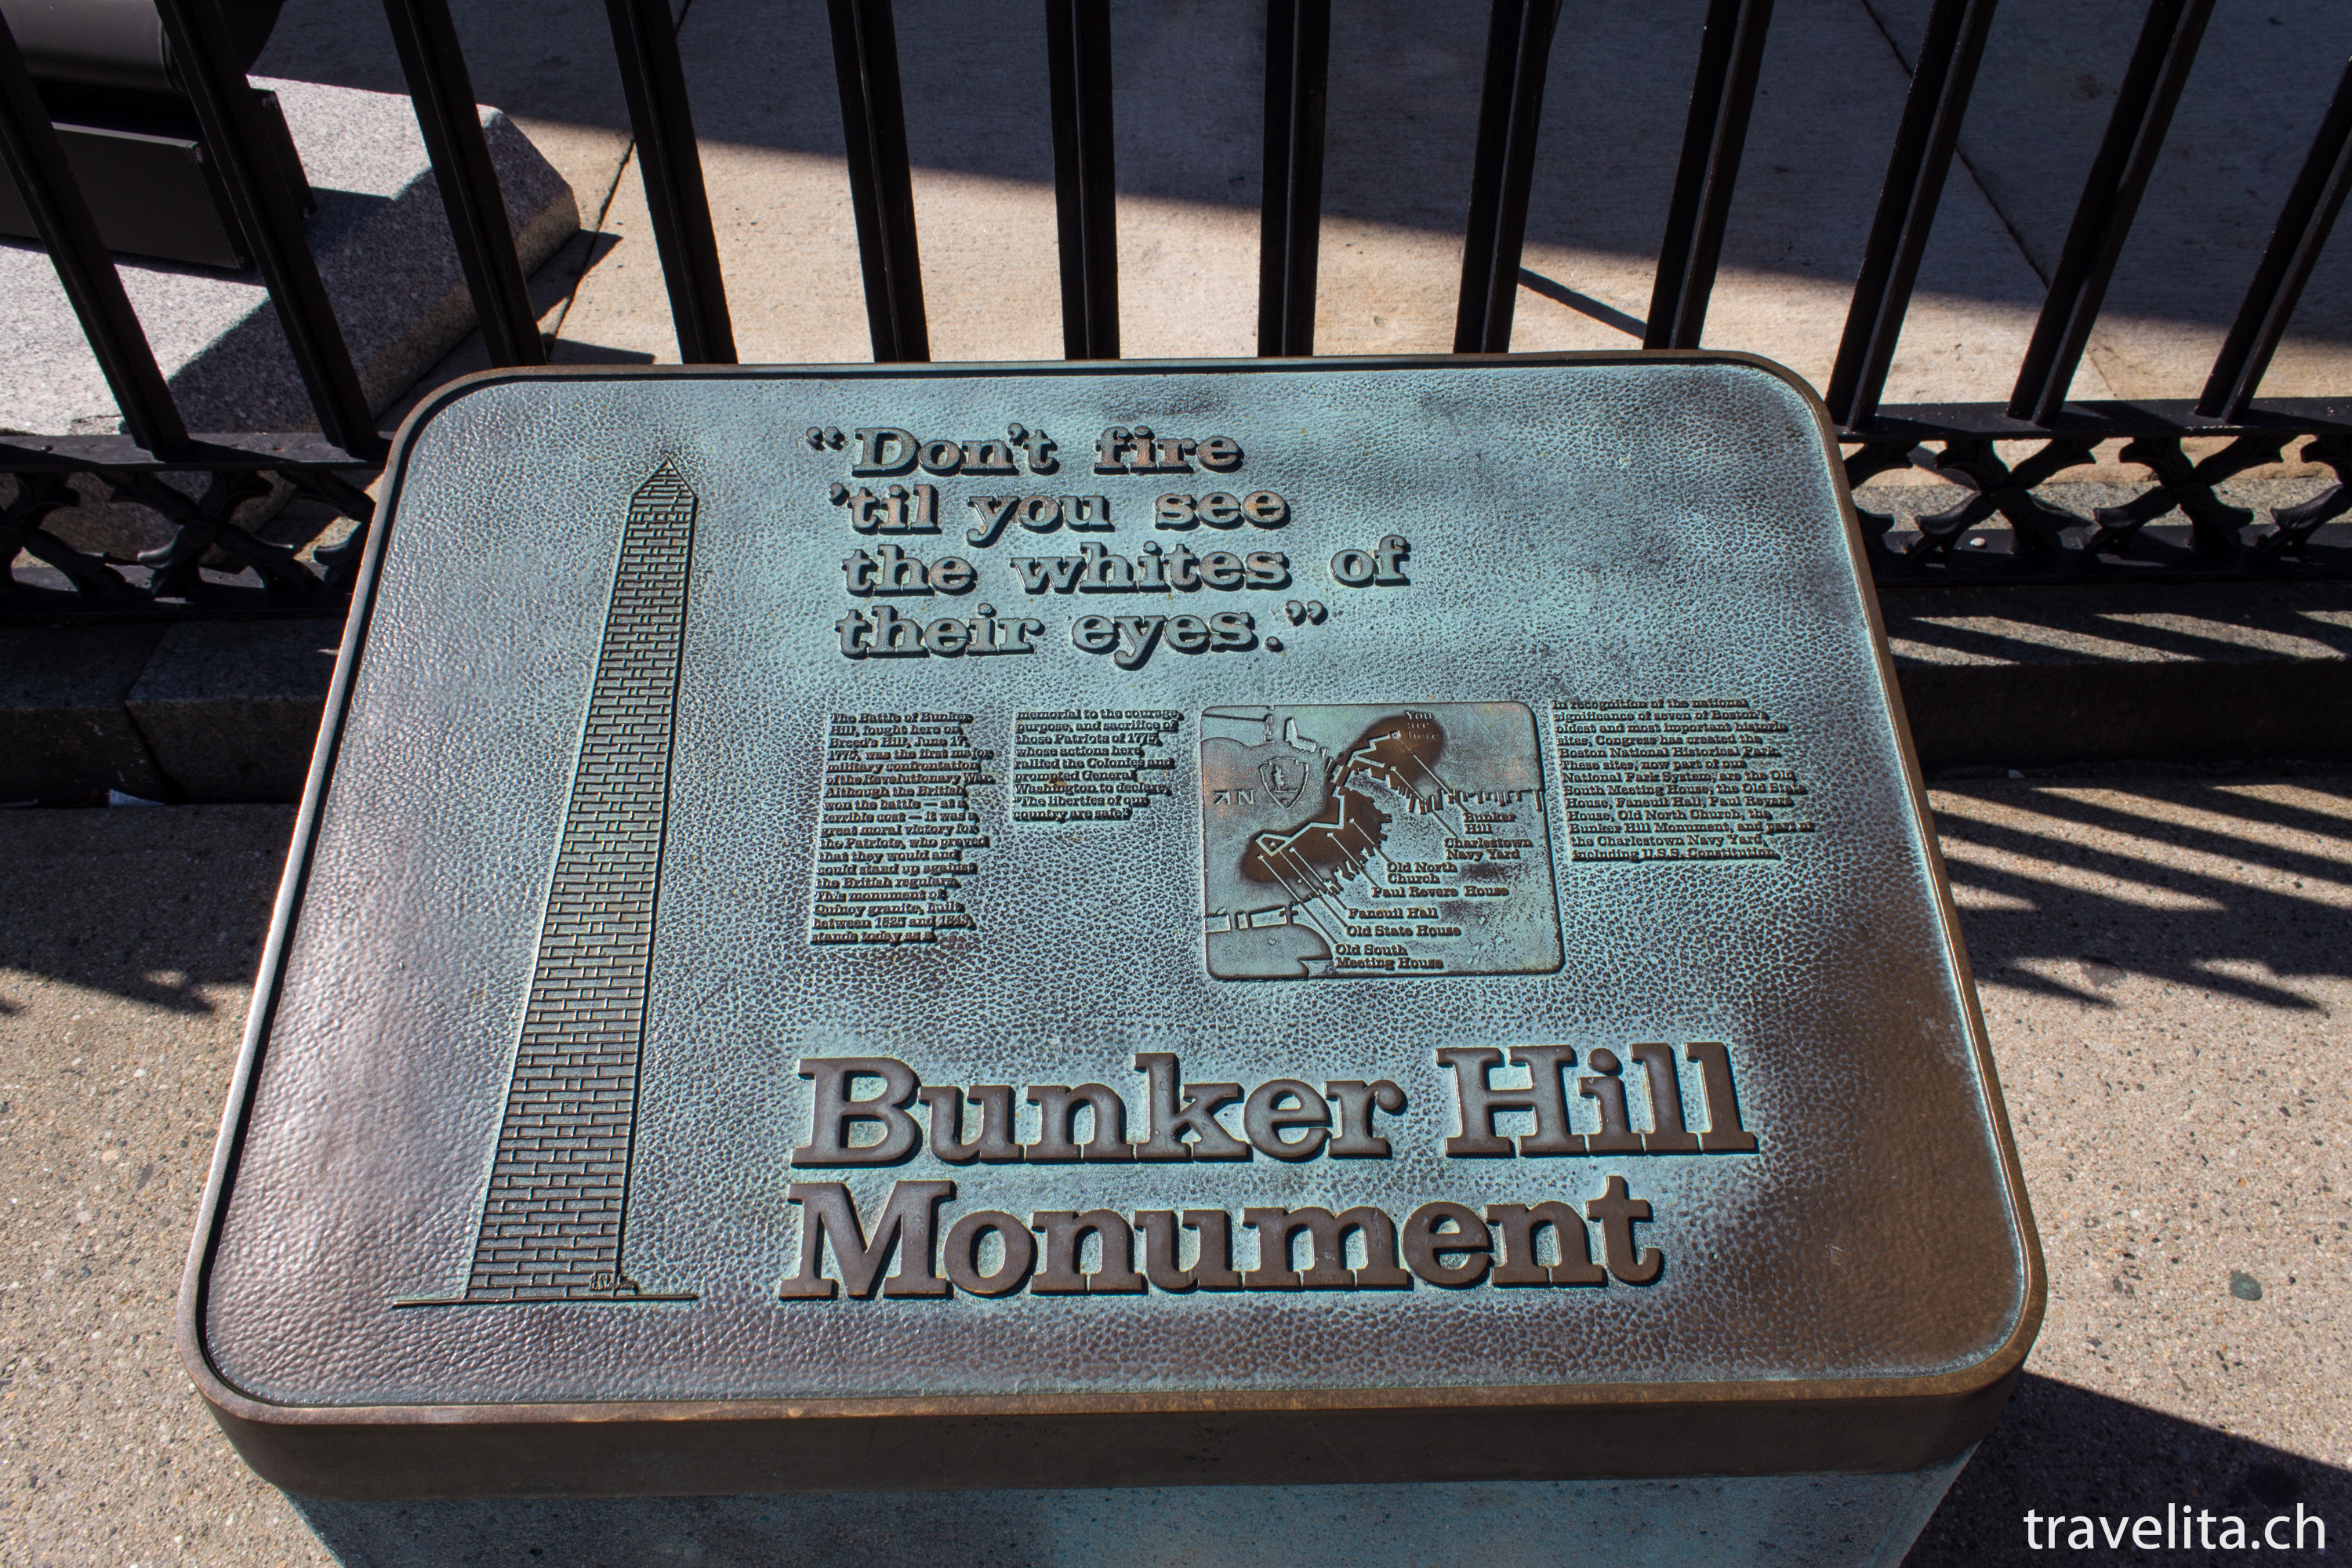 “Don't fire
'til you see
the whites of
their eyes.”
The Battle of Bunker
Hill, fought here on
Breed's Hill, June 17,
1775, was the first major
military confrontation
of the Revolutionary War.
Although the British
won the battle — at a
terrible cost — it was a
great moral victory for
the Patriots, who proved
that they would and
could stand up against
the British regulars.
This monument of
Quincy granite, built
between 1825 and 1843,
stands today as a
memorial to the courage,
purpose, and sacrifice of
those Patriots of 1775,
whose actions here,
rallied the Colonies and
prompted General
Washington to declare,
"The liberties of our
country are safe."
You
are
here
N
Bunker
Hill
Charlestown
Navy Yard
Old North
Church
Paul Revere House
Faneuil Hall
Old State House
Old South
Meeting House
In recognition of the national
significance of seven of Boston's
oldest and most important historic
sites, Congress has created the
Boston National Historical Park.
These sites, now part of our
National Park System, are the Old
South Meeting House, the Old State
House, Faneuil Hall, Paul Revere
House, Old North Church, the
Bunker Hill Monument, and part of
the Charlestown Navy Yard,
including U.S.S. Constitution.
Bunker Hill
Monument
travelita.ch